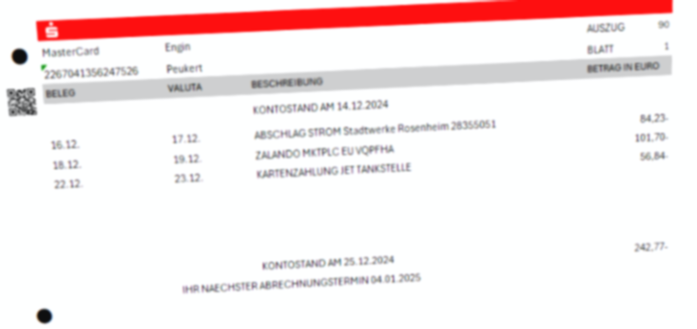 MasterCard Engin AUSZUG 90
2267041356247526 Peukert BLATT 1
BELEG VALUTA BESCHREIBUNG BETRAG IN EURO
KONTOSTAND AM 14.12.2024
16.12. 17.12. ABSCHLAG STROM Stadtwerke Rosenheim 28355051 84,23-
18.12. 19.12. ZALANDO MKTPLC EU VQPFHA 101,70-
22.12. 23.12. KARTENZAHLUNG JET TANKSTELLE 56,84-
KONTOSTAND AM 25.12.2024 242,77-
IHR NAECHSTER ABRECHNUNGSTERMIN 04.01.2025